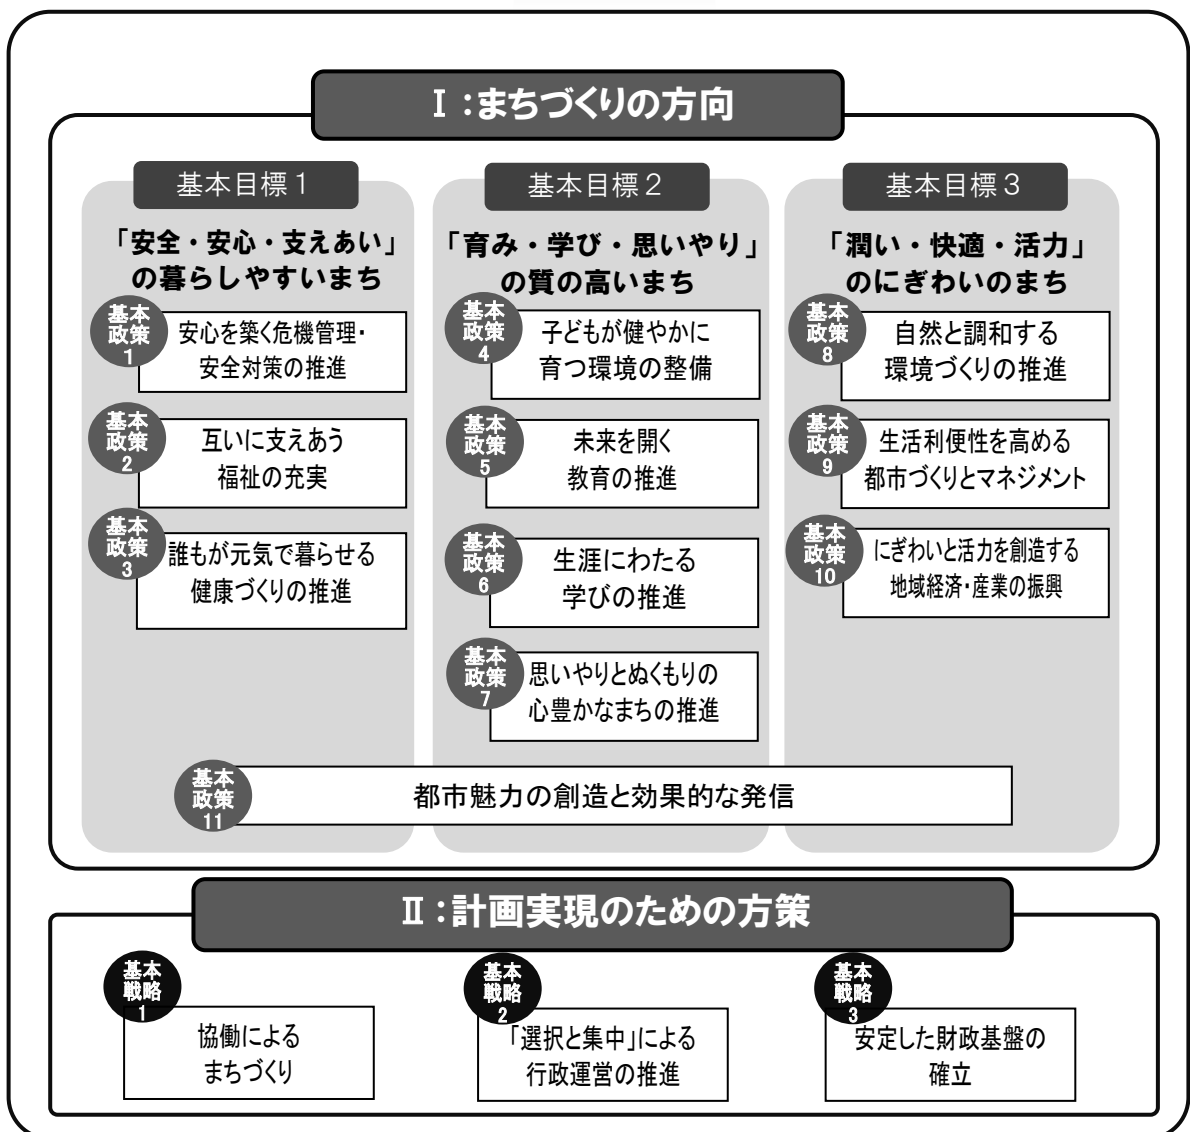 Ⅰ:まちづくりの方向
基本目標1
「安全・安心・支えあい」
の暮らしやすいまち
基本
政策
1
安心を築く危機管理・
安全対策の推進
基本
政策
2
互いに支えあう
福祉の充実
基本
政策
3
誰もが元気で暮らせる
健康づくりの推進
基本目標2
「育み・学び・思いやり」
の質の高いまち
基本
政策
4
子どもが健やかに
育つ環境の整備
基本
政策
5
未来を開く
教育の推進
基本
政策
6
生涯にわたる
学びの推進
基本
政策
7
思いやりとぬくもりの
心豊かなまちの推進
基本目標3
「潤い・快適・活力」
のにぎわいのまち
基本
政策
8
自然と調和する
環境づくりの推進
基本
政策
9
生活利便性を高める
都市づくりとマネジメント
基本
政策
10
にぎわいと活力を創造する
地域経済・産業の振興
基本
政策
11
都市魅力の創造と効果的な発信
Ⅱ:計画実現のための方策
基本
戦略
1
協働による
まちづくり
基本
戦略
2
「選択と集中」による
行政運営の推進
基本
戦略
3
安定した財政基盤の
確立